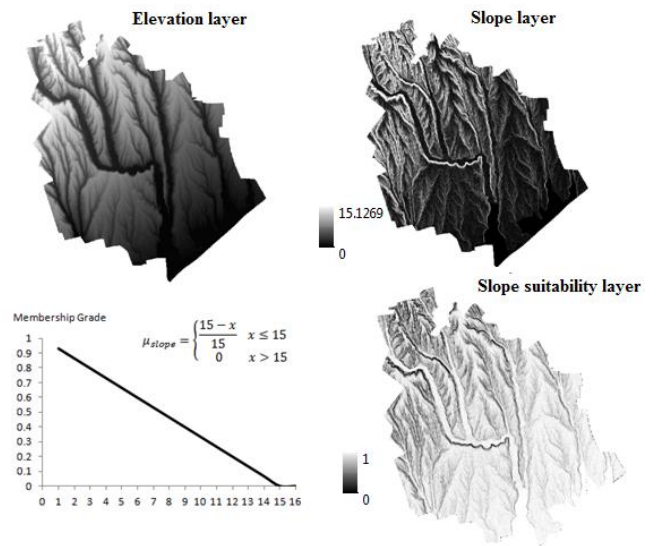 Elevation layer
Slope layer
15.1269
0
Slope suitability layer
Membership Grade
μslope = { 15 − x / 15 x ≤ 15
0 x > 15
1
0.9
0.8
0.7
0.6
0.5
0.4
0.3
0.2
0.1
0
0 1 2 3 4 5 6 7 8 9 10 11 12 13 14 15 16
1
0